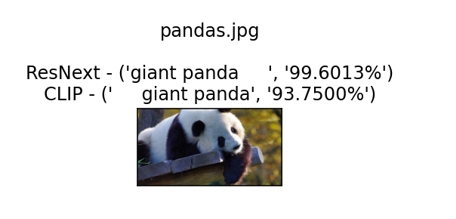 pandas.jpg
ResNext - ('giant panda     ', '99.6013%')
CLIP - ('     giant panda', '93.7500%')